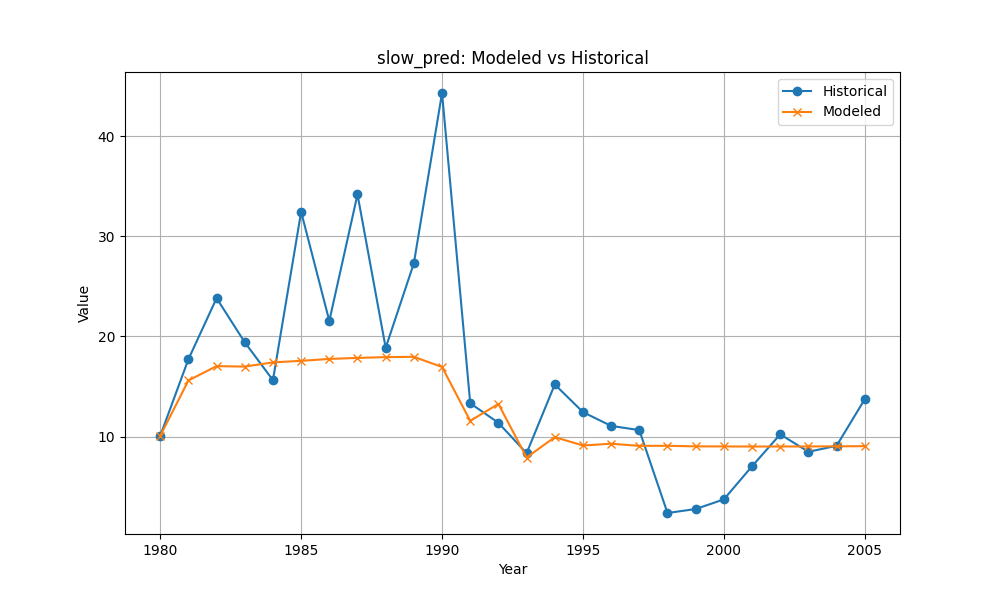 slow_pred: Modeled vs Historical
Historical
Modeled
Value
40
30
20
10
1980 1985 1990 1995 2000 2005
Year